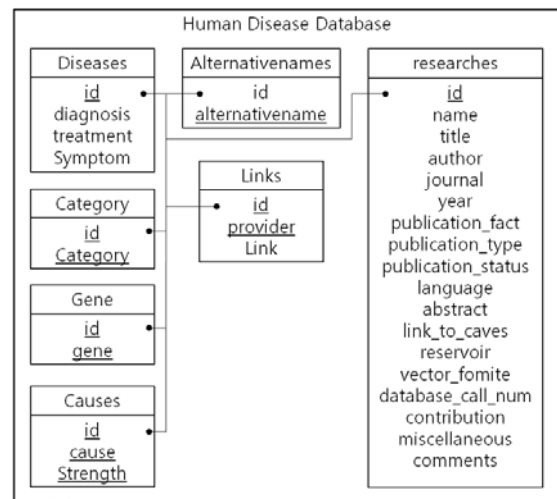 Human Disease Database
Diseases
id
diagnosis
treatment
Symptom
Alternativenames
id
alternativename
researches
id
name
title
author
journal
year
publication_fact
publication_type
publication_status
language
abstract
link_to_caves
reservoir
vector_fomite
database_call_num
contribution
miscellaneous
comments
Links
id
provider
Link
Category
id
Category
Gene
id
gene
Causes
id
cause
Strength